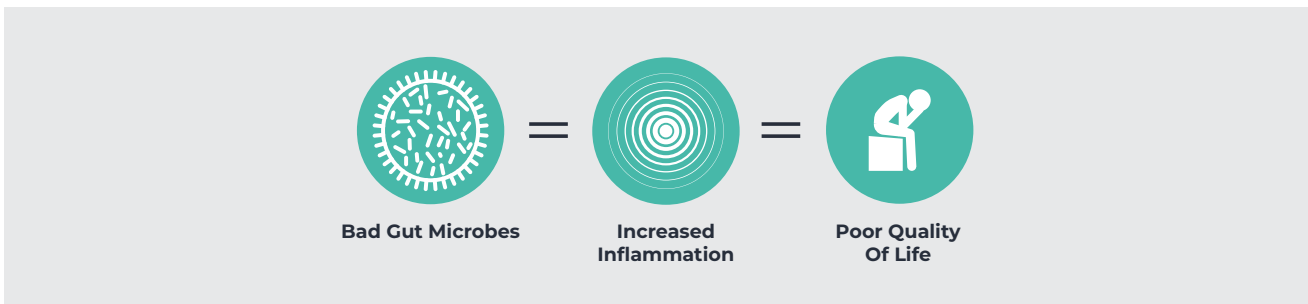 Bad Gut Microbes
Increased
Inflammation
Poor Quality
Of Life